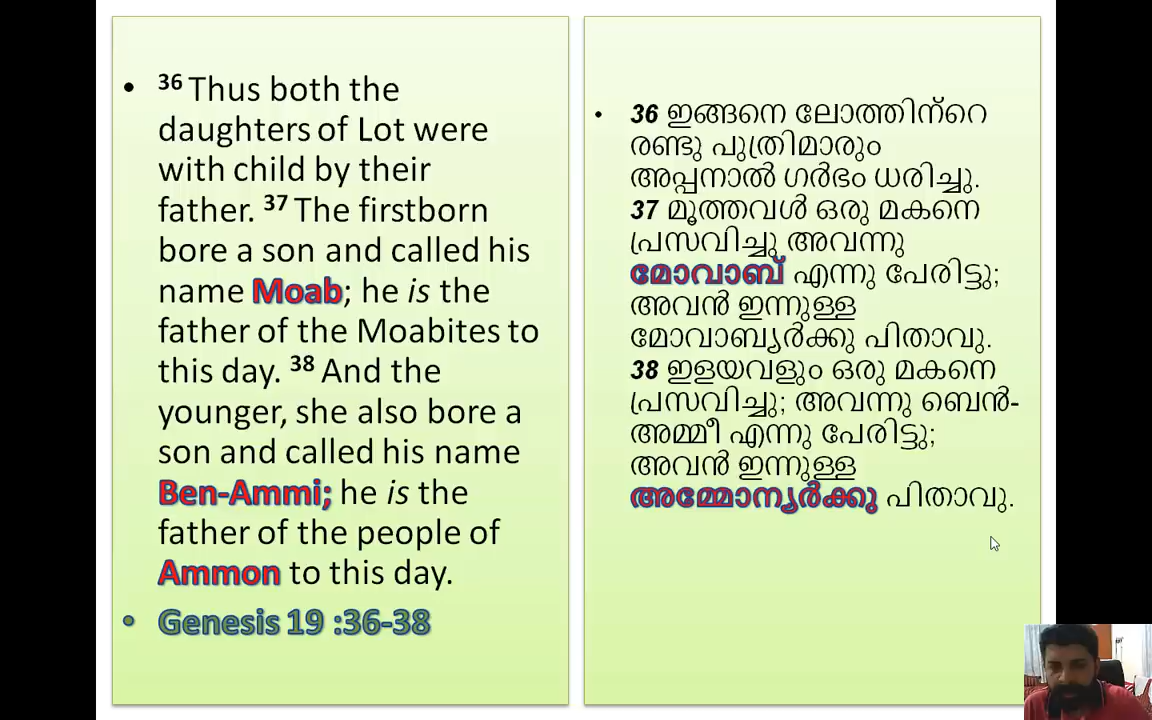 • 36 Thus both the
daughters of Lot were
with child by their
father. 37 The firstborn
bore a son and called his
name Moab; he is the
father of the Moabites to
this day. 38 And the
younger, she also bore a
son and called his name
Ben-Ammi; he is the
father of the people of
Ammon to this day.
• Genesis 19 :36-38
• 36 ഇങ്ങനെ ലോത്തിന്റെ
രണ്ടു പുത്രിമാരും
അപ്പനാൽ ഗർഭം ധരിച്ചു.
37 മൂത്തവൾ ഒരു മകനെ
പ്രസവിച്ചു അവന്നു
മോവാബ് എന്നു പേരിട്ടു;
അവൻ ഇന്നുള്ള
മോവാബ്യർക്കു പിതാവു.
38 ഇളയവളും ഒരു മകനെ
പ്രസവിച്ചു; അവന്നു ബെൻ-
അമ്മീ എന്നു പേരിട്ടു;
അവൻ ഇന്നുള്ള
അമ്മോന്യർക്കു പിതാവു.